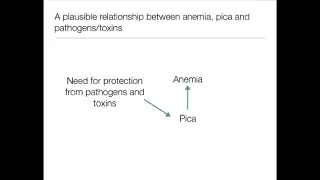 A plausible relationship between anemia, pica and
pathogens/toxins
Need for protection
from pathogens and
toxins
Anemia
Pica